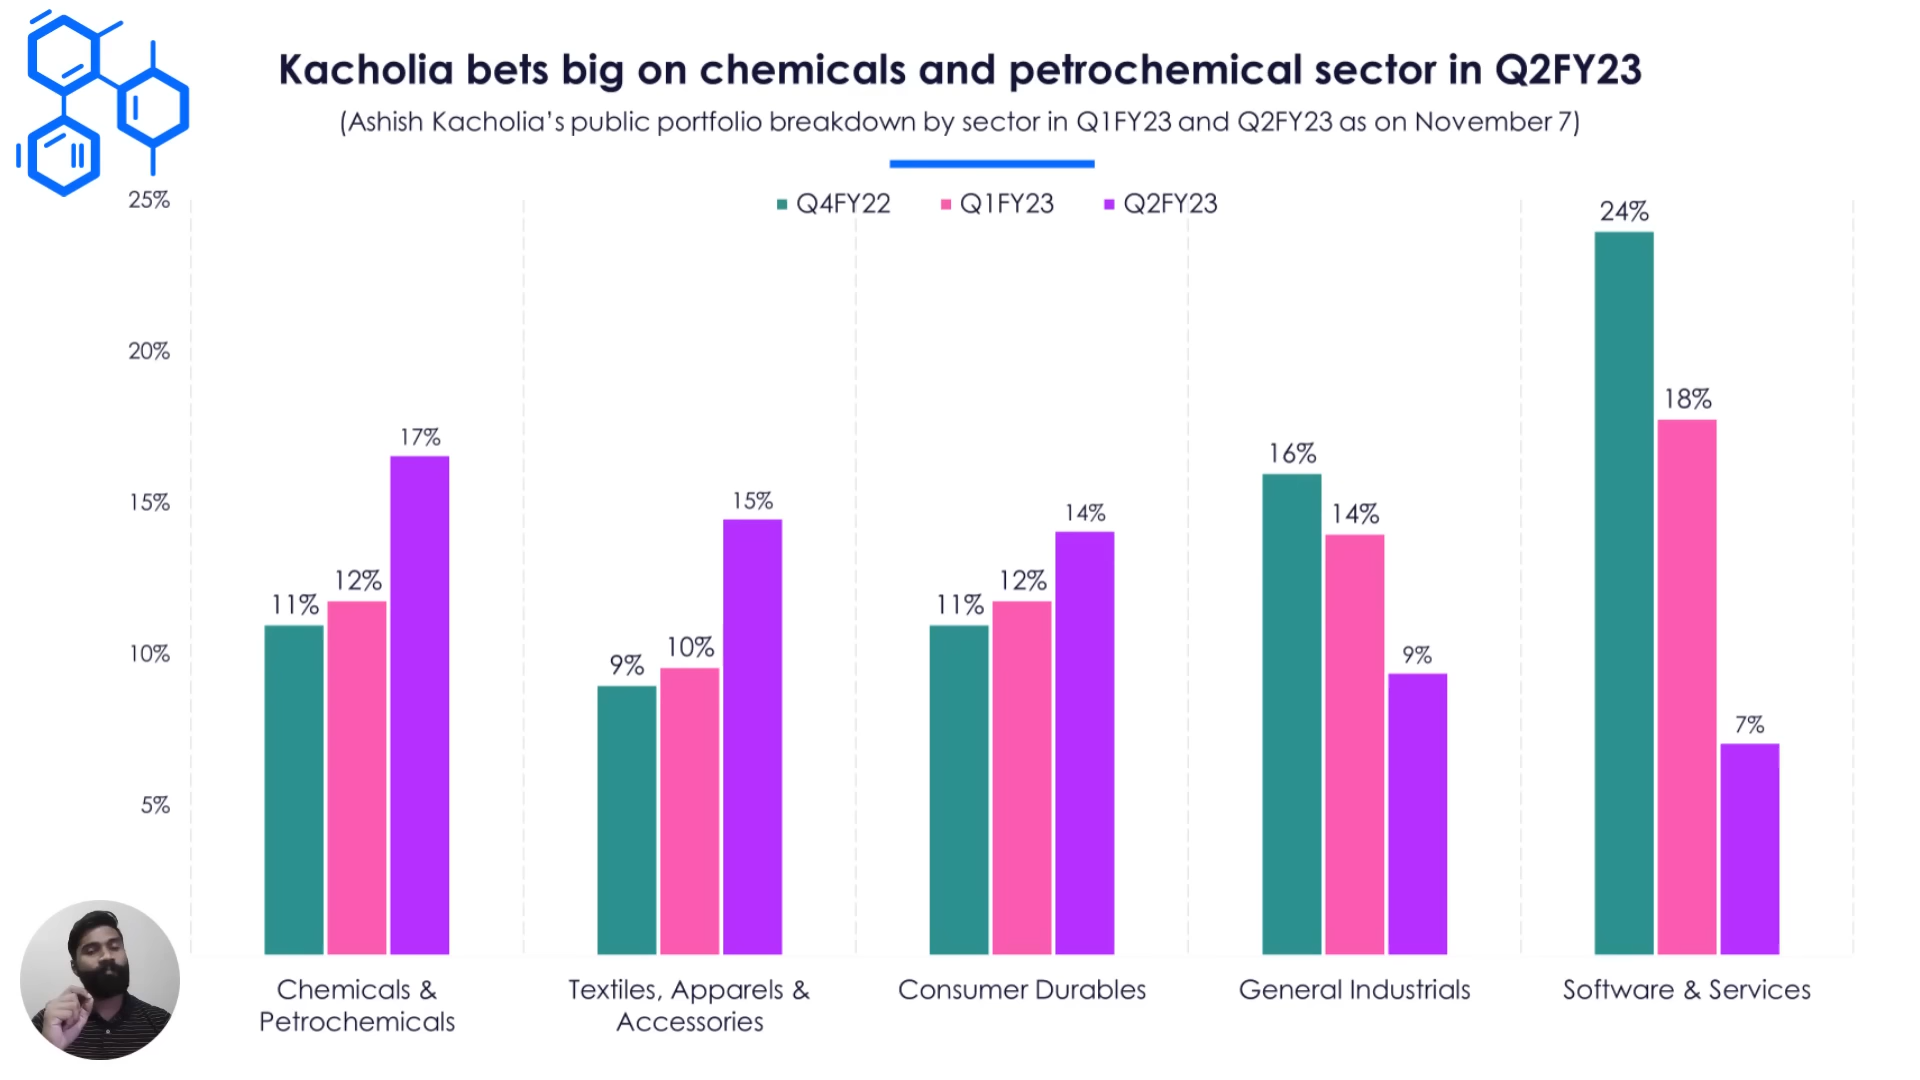 Kacholia bets big on chemicals and petrochemical sector in Q2FY23
(Ashish Kacholia's public portfolio breakdown by sector in Q1FY23 and Q2FY23 as on November 7)
Q4FY22 Q1FY23 Q2FY23
25%
20%
15%
10%
5%
11% 12% 17%
9% 10% 15%
11% 12% 14%
16% 14% 9%
24% 18% 7%
Chemicals &
Petrochemicals
Textiles, Apparels &
Accessories
Consumer Durables
General Industrials
Software & Services